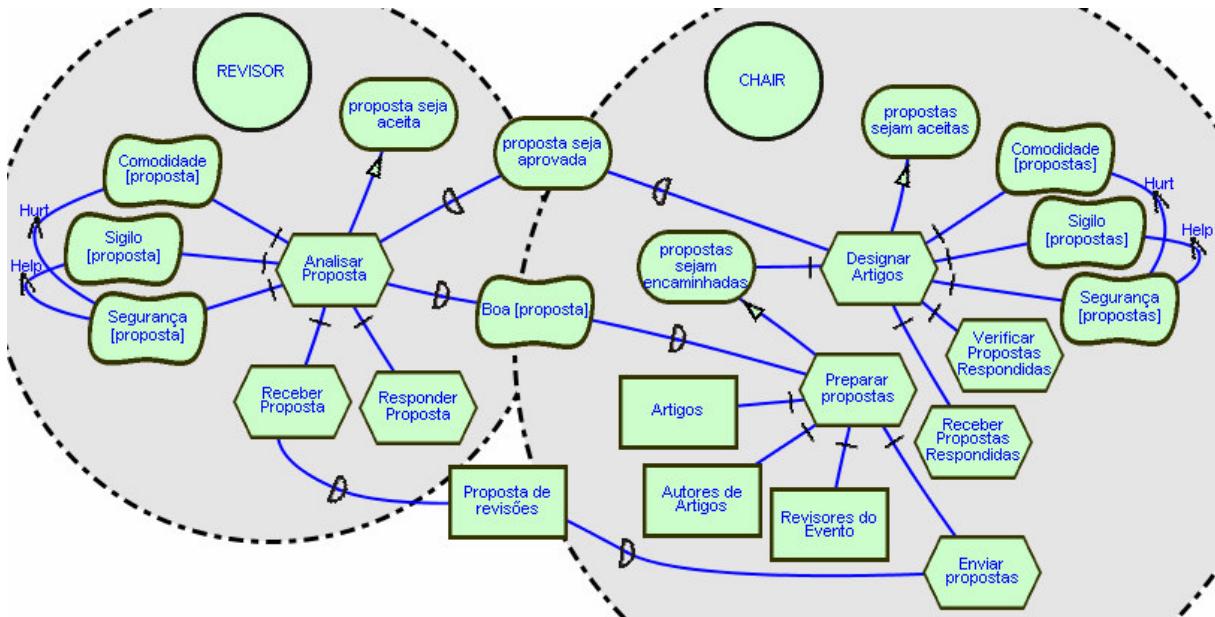 REVISOR
proposta seja
aceita
Comodidade
[proposta]
Hurt
Sigilo
[proposta]
Help
Segurança
[proposta]
Analisar
Proposta
Receber
Proposta
Responder
Proposta
proposta seja
aprovada
Boa [proposta]
Proposta de
revisões
CHAIR
propostas
sejam aceitas
Comodidade
[propostas]
Hurt
Sigilo
[propostas]
Help
Segurança
[propostas]
propostas
sejam
encaminhadas
Designar
Artigos
Verificar
Propostas
Respondidas
Receber
Propostas
Respondidas
Preparar
propostas
Artigos
Autores de
Artigos
Revisores do
Evento
Enviar
propostas